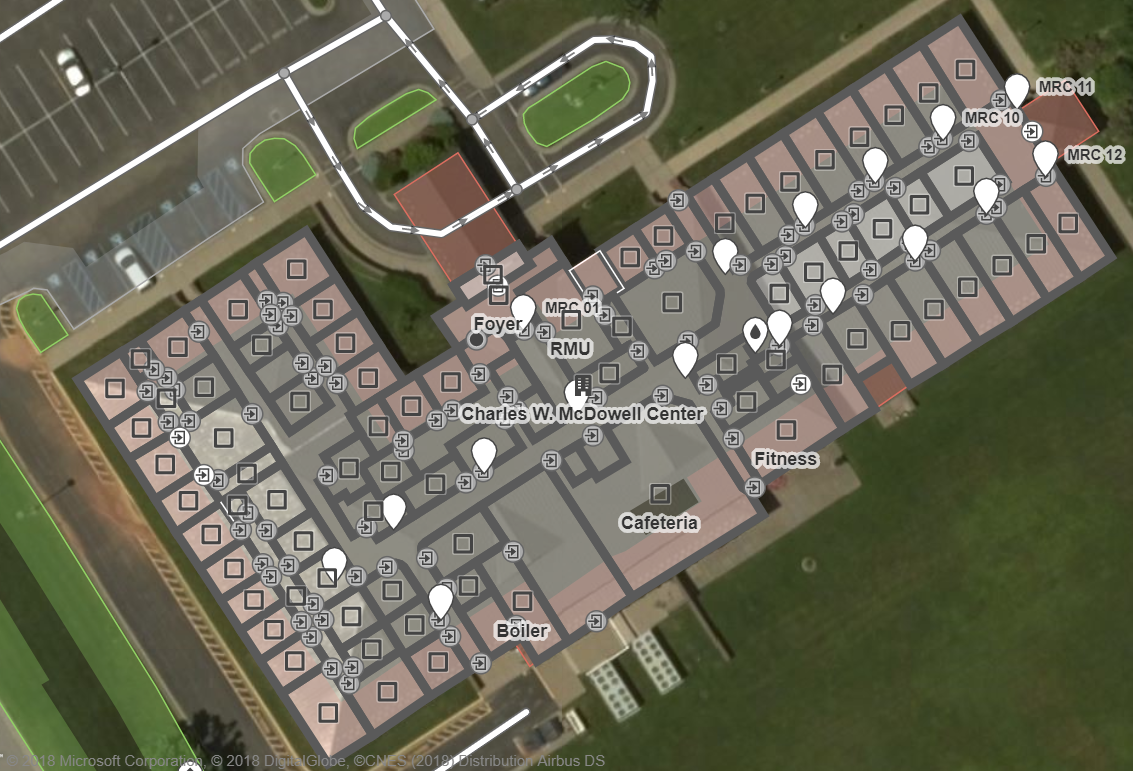 MRC 11
MRC 10
MRC 12
MRC 01
Foyer
RMU
Charles W. McDowell Center
Fitness
Cafeteria
Boiler
© 2018 Microsoft Corporation, © 2018 DigitalGlobe, ©CNES (2018) Distribution Airbus DS